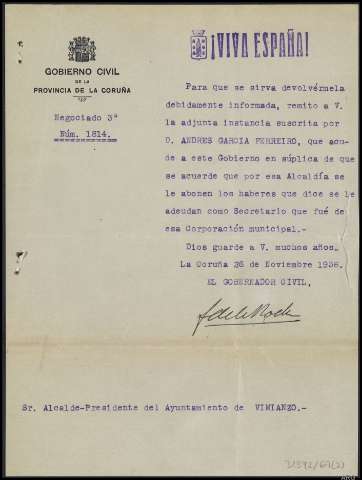 ¡VIVA ESPAÑA!
GOBIERNO CIVIL
DE LA
PROVINCIA DE LA CORUÑA
Negociado 3ª
Núm. 1814.
Para que se sirva devolvérmela
debidamente informada, remito a V.
la adjunta instancia suscrita por
D. ANDRES GARCIA FERREIRO, que acu-
de a este Gobierno en súplica de que
se acuerde que por esa Alcaldía se
le abonen los haberes que dice se le
adeudan como Secretario que fué de
esa Corporación municipal.-
Dios guarde a V. muchos años.
La Coruña 26 de Noviembre 1936.
EL GOBERNADOR CIVIL,
Sr. Alcalde-Presidente del Ayuntamiento de VIMIANZO.-